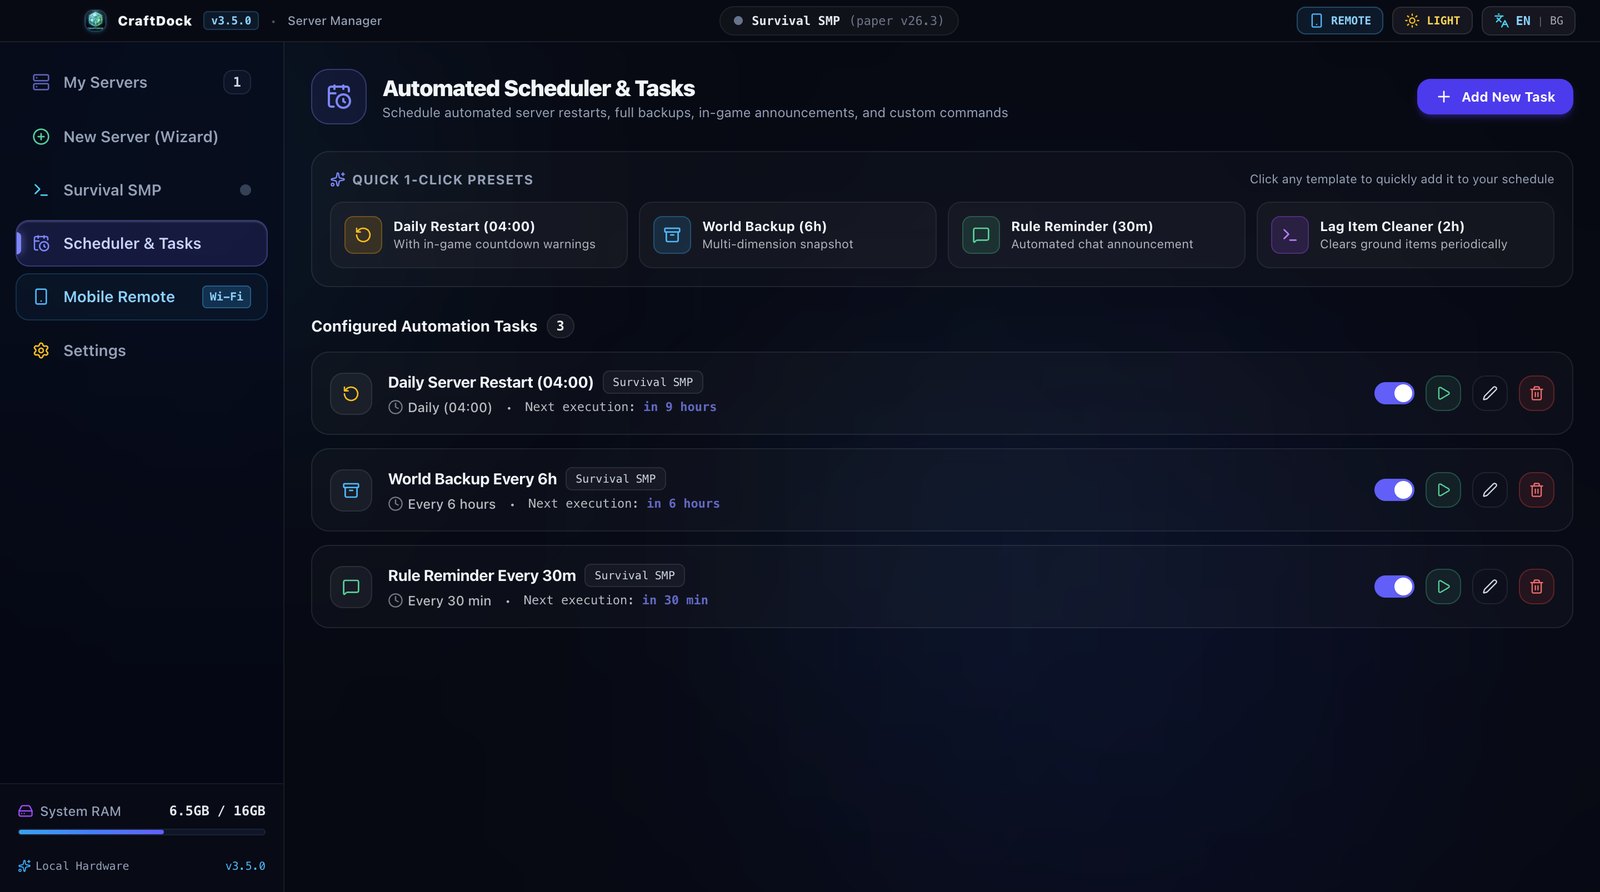 CraftDock v3.5.0 · Server Manager
Survival SMP (paper v26.3)
REMOTE
LIGHT
EN | BG
My Servers 1
New Server (Wizard)
Survival SMP
Scheduler & Tasks
Mobile Remote Wi-Fi
Settings
System RAM 6.5GB / 16GB
Local Hardware v3.5.0
Automated Scheduler & Tasks
Schedule automated server restarts, full backups, in-game announcements, and custom commands
Add New Task
QUICK 1-CLICK PRESETS
Click any template to quickly add it to your schedule
Daily Restart (04:00)
With in-game countdown warnings
World Backup (6h)
Multi-dimension snapshot
Rule Reminder (30m)
Automated chat announcement
Lag Item Cleaner (2h)
Clears ground items periodically
Configured Automation Tasks 3
Daily Server Restart (04:00) Survival SMP
Daily (04:00) • Next execution: in 9 hours
World Backup Every 6h Survival SMP
Every 6 hours • Next execution: in 6 hours
Rule Reminder Every 30m Survival SMP
Every 30 min • Next execution: in 30 min